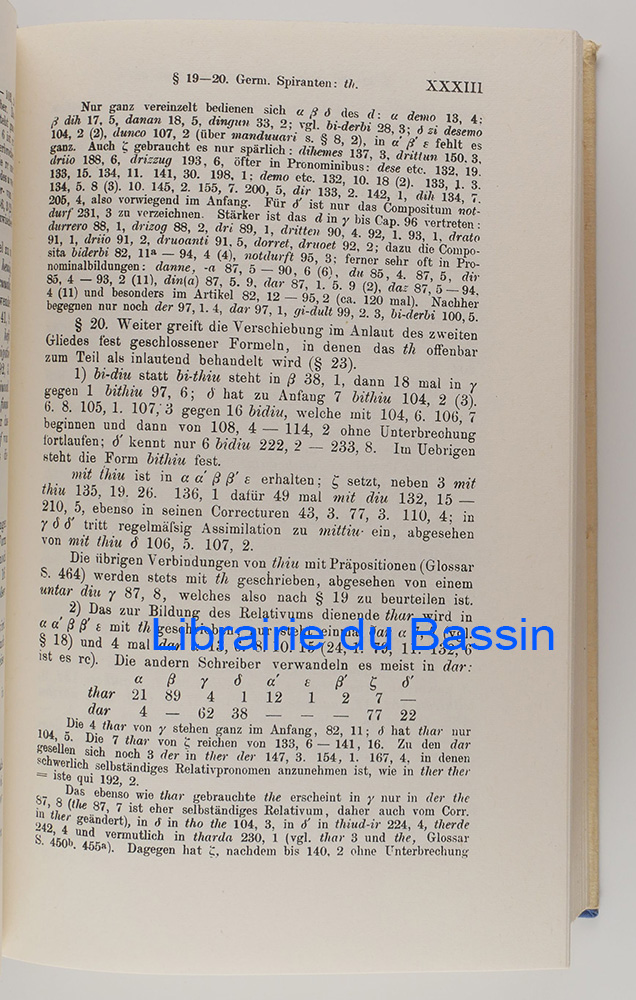 § 19—20. Germ. Spiranten: th. XXXIII
Nur ganz vereinzelt bedienen sich α β δ des d: α demo 13, 4;
β dih 17, 5, danan 18, 5, dingun 33, 2; vgl. bi-derbi 28, 3; δ zi desemo
104, 2 (2), dunco 107, 2 (über manduuari s. § 8, 2), in α′ β′ ε fehlt es
ganz. Auch ζ gebraucht es nur spärlich: dihemes 137, 3, drittun 150. 3,
driio 188, 6, drizzug 193, 6, öfter in Pronominibus: dese etc. 132, 19.
133, 15. 134, 11. 141, 30. 198, 1; demo etc. 132, 10. 18 (2). 133, 1. 3.
134, 5. 8 (3). 10. 145, 2. 155, 7. 200, 5, dir 133, 2. 142, 1, dih 134, 7.
205, 4, also vorwiegend im Anfang. Für δ′ ist nur das Compositum not-
durf 231, 3 zu verzeichnen. Stärker ist das d in γ bis Cap. 96 vertreten:
durrero 88, 1, drizog 88, 2, dri 89, 1, dritten 90, 4. 92, 1. 93, 1, drato
91, 1, driio 91, 2, druoanti 91, 5, dorret, druoet 92, 2; dazu die Compo-
sita biderbi 82, 11ᵃ — 94, 4 (4), notdurft 95, 3; ferner sehr oft in Pro-
nominalbildungen: danne, -a 87, 5 — 90, 6 (6), du 85, 4. 87, 5, dir
85, 4 — 93, 2 (11), din(a) 87, 5. 9, dar 87, 1. 5. 9 (2), daz 87, 5 — 94,
4 (11) und besonders im Artikel 82, 12 — 95, 2 (ca. 120 mal). Nachher
begegnen nur noch der 97, 1. 4, dar 97, 1, gi-dult 99, 2. 3, bi-derbi 100, 5.
§ 20. Weiter greift die Verschiebung im Anlaut des zweiten
Gliedes fest geschlossener Formeln, in denen das th offenbar
zum Teil als inlautend behandelt wird (§ 23).
1) bi-diu statt bi-thiu steht in β 38, 1, dann 18 mal in γ
gegen 1 bithiu 97, 6; δ hat zu Anfang 7 bithiu 104, 2 (3).
6. 8. 105, 1. 107, 3 gegen 16 bidiu, welche mit 104, 6. 106, 7
beginnen und dann von 108, 4 — 114, 2 ohne Unterbrechung
fortlaufen; δ′ kennt nur 6 bidiu 222, 2 — 233, 8. Im Uebrigen
steht die Form bithiu fest.
mit thiu ist in α α′ β β′ ε erhalten; ζ setzt, neben 3 mit
thiu 135, 19. 26. 136, 1 dafür 49 mal mit diu 132, 15 —
210, 5, ebenso in seinen Correcturen 43, 3. 77, 3. 110, 4; in
γ δ δ′ tritt regelmäfsig Assimilation zu mittiu ein, abgesehen
von mit thiu δ 106, 5. 107, 2.
Die übrigen Verbindungen von thiu mit Präpositionen (Glossar
S. 464) werden stets mit th geschrieben, abgesehen von einem
untar diu γ 87, 8, welches also nach § 19 zu beurteilen ist.
2) Das zur Bildung des Relativums dienende thar wird in
α α′ β β′ ε mit th geschrieben, nur steht einmal tar α (vgl.
§ 18) und 4 mal dar 15, 8. 10. 15 (24, 1. 79, 11. 132, 6
ist es rc). Die andern Schreiber verwandeln es meist in dar:
α β γ δ α′ ε β′ ζ δ′
thar 21 89 4 1 12 1 2 7 —
dar 4 — 62 38 — — — 77 22
Die 4 thar von γ stehen ganz im Anfang, 82, 11; δ hat thar nur
104, 5. Die 7 thar von ζ reichen von 133, 6 — 141, 16. Zu den dar
gesellen sich noch 3 der in ther der 147, 3. 154, 1. 167, 4, in denen
schwerlich selbständiges Relativpronomen anzunehmen ist, wie in ther ther
= iste qui 192, 2.
Das ebenso wie thar gebrauchte the erscheint in γ nur in der the
87, 8 (the 87, 7 ist eher selbständiges Relativum, daher auch vom Corr.
in ther geändert), in δ in tho the 104, 3, in δ′ in thiud-ir 224, 4, therde
242, 4 und vermutlich in tharda 230, 1 (vgl. thar 3 und the, Glossar
S. 450ᵇ. 455ᵃ). Dagegen hat ζ, nachdem bis 140, 2 ohne Unterbrechung
Librairie du Bassin